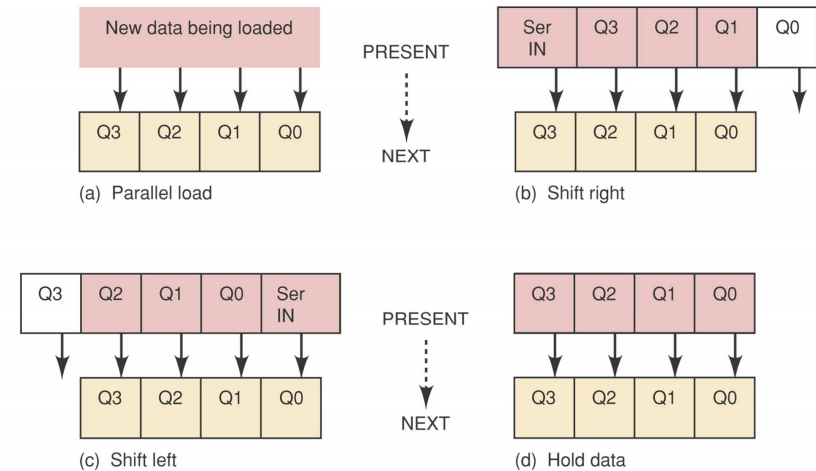 New data being loaded
Q3 Q2 Q1 Q0
(a) Parallel load
PRESENT
NEXT
Ser IN Q3 Q2 Q1 Q0
Q3 Q2 Q1 Q0
(b) Shift right
Q3 Q2 Q1 Q0 Ser IN
Q3 Q2 Q1 Q0
(c) Shift left
PRESENT
NEXT
Q3 Q2 Q1 Q0
Q3 Q2 Q1 Q0
(d) Hold data